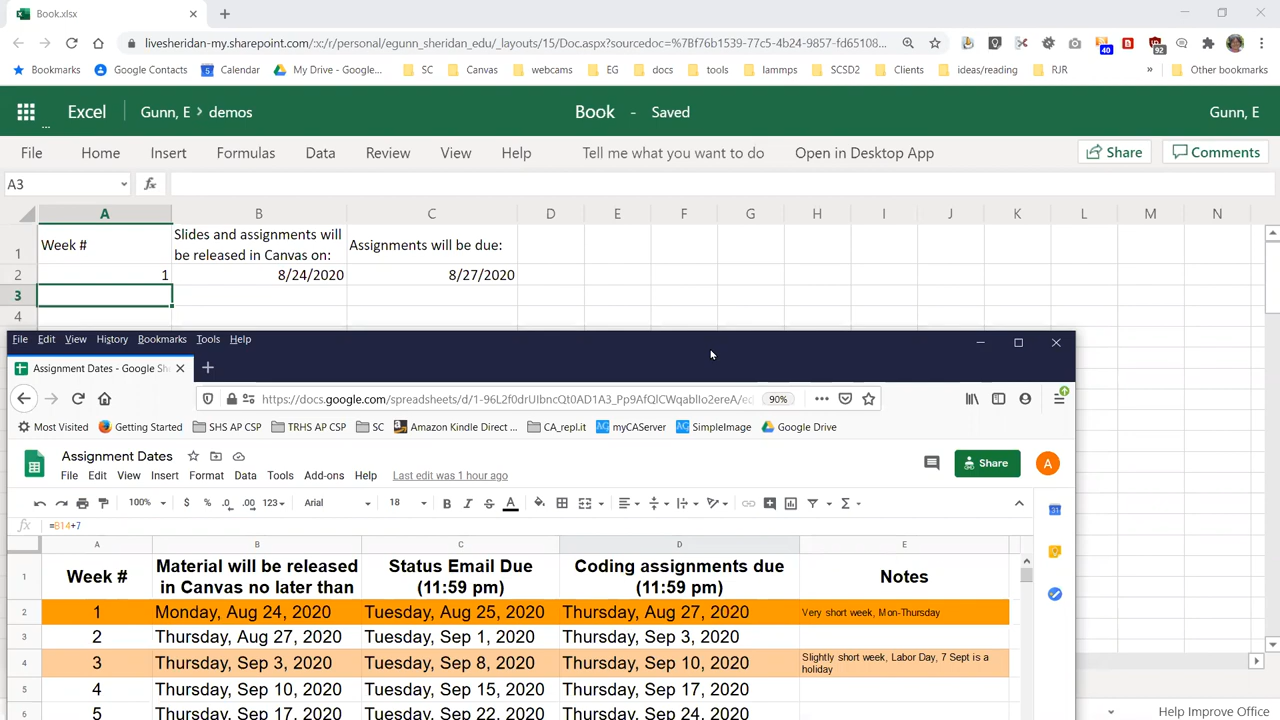 Book.xlsx
livesheridan-my.sharepoint.com/:x:/r/personal/egunn_sheridan_edu/_layouts/15/Doc.aspx?sourcedoc=%7Bf76b1539-77c5-4b24-9857-fd65108...
40
92
Bookmarks Google Contacts Calendar My Drive - Google... SC Canvas webcams EG docs tools lammps SCSD2 Clients ideas/reading RJR » Other bookmarks
Excel Gunn, E > demos Book - Saved Gunn, E
File Home Insert Formulas Data Review View Help Tell me what you want to do Open in Desktop App Share Comments
A3 fx
A B C D E F G H I J K L M N
1 Week # Slides and assignments will be released in Canvas on: Assignments will be due:
2 1 8/24/2020 8/27/2020
3
4
File Edit View History Bookmarks Tools Help
Assignment Dates - Google She
https://docs.google.com/spreadsheets/d/1-96L2f0drUIbncQt0AD1A3_Pp9AfQlCWqabllo2ereA/ed 90%
Most Visited Getting Started SHS AP CSP TRHS AP CSP SC Amazon Kindle Direct ... CA_repl.it myCAServer SimpleImage Google Drive
Assignment Dates Share A
File Edit View Insert Format Data Tools Add-ons Help Last edit was 1 hour ago
100% $ % .0 .00 123 Arial 18 B I S A
fx =B14+7
A B C D E
1 Week # Material will be released in Canvas no later than Status Email Due (11:59 pm) Coding assignments due (11:59 pm) Notes
2 1 Monday, Aug 24, 2020 Tuesday, Aug 25, 2020 Thursday, Aug 27, 2020 Very short week, Mon-Thursday
3 2 Thursday, Aug 27, 2020 Tuesday, Sep 1, 2020 Thursday, Sep 3, 2020
4 3 Thursday, Sep 3, 2020 Tuesday, Sep 8, 2020 Thursday, Sep 10, 2020 Slightly short week, Labor Day, 7 Sept is a holiday
5 4 Thursday, Sep 10, 2020 Tuesday, Sep 15, 2020 Thursday, Sep 17, 2020
6 5 Thursday, Sep 17, 2020 Tuesday, Sep 22, 2020 Thursday, Sep 24, 2020
Help Improve Office